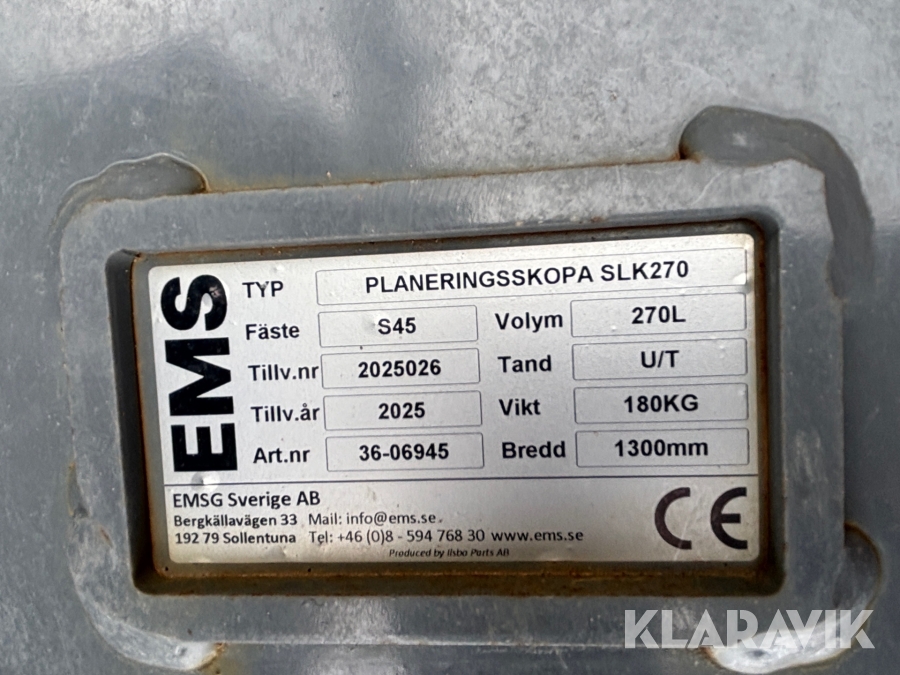 KLARAVIK
EMS
TYP PLANERINGSSKOPA SLK270
Fäste S45 Volym 270L
Tillv.nr 2025026 Tand U/T
Tillv.år 2025 Vikt 180KG
Art.nr 36-06945 Bredd 1300mm
EMSG Sverige AB
Bergkällavägen 33 Mail: info@ems.se
192 79 Sollentuna Tel: +46 (0)8 - 594 768 30 www.ems.se
Produced by Ilsbo Parts AB
CE
KLARAVIK